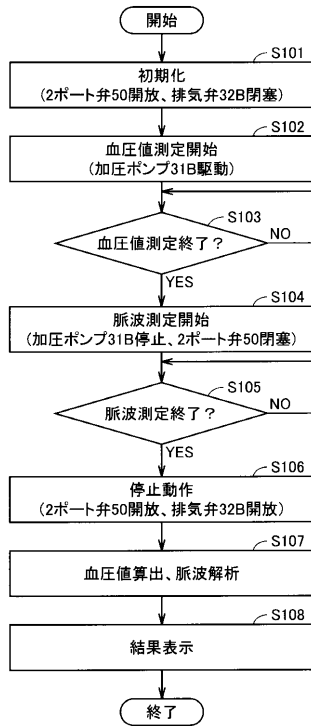 開始
S101
初期化
(2ポート弁50開放、排気弁32B閉塞)
S102
血圧値測定開始
(加圧ポンプ31B駆動)
S103
血圧値測定終了？
NO
YES
S104
脈波測定開始
(加圧ポンプ31B停止、2ポート弁50閉塞)
S105
脈波測定終了？
NO
YES
S106
停止動作
(2ポート弁50開放、排気弁32B開放)
S107
血圧値算出、脈波解析
S108
結果表示
終了